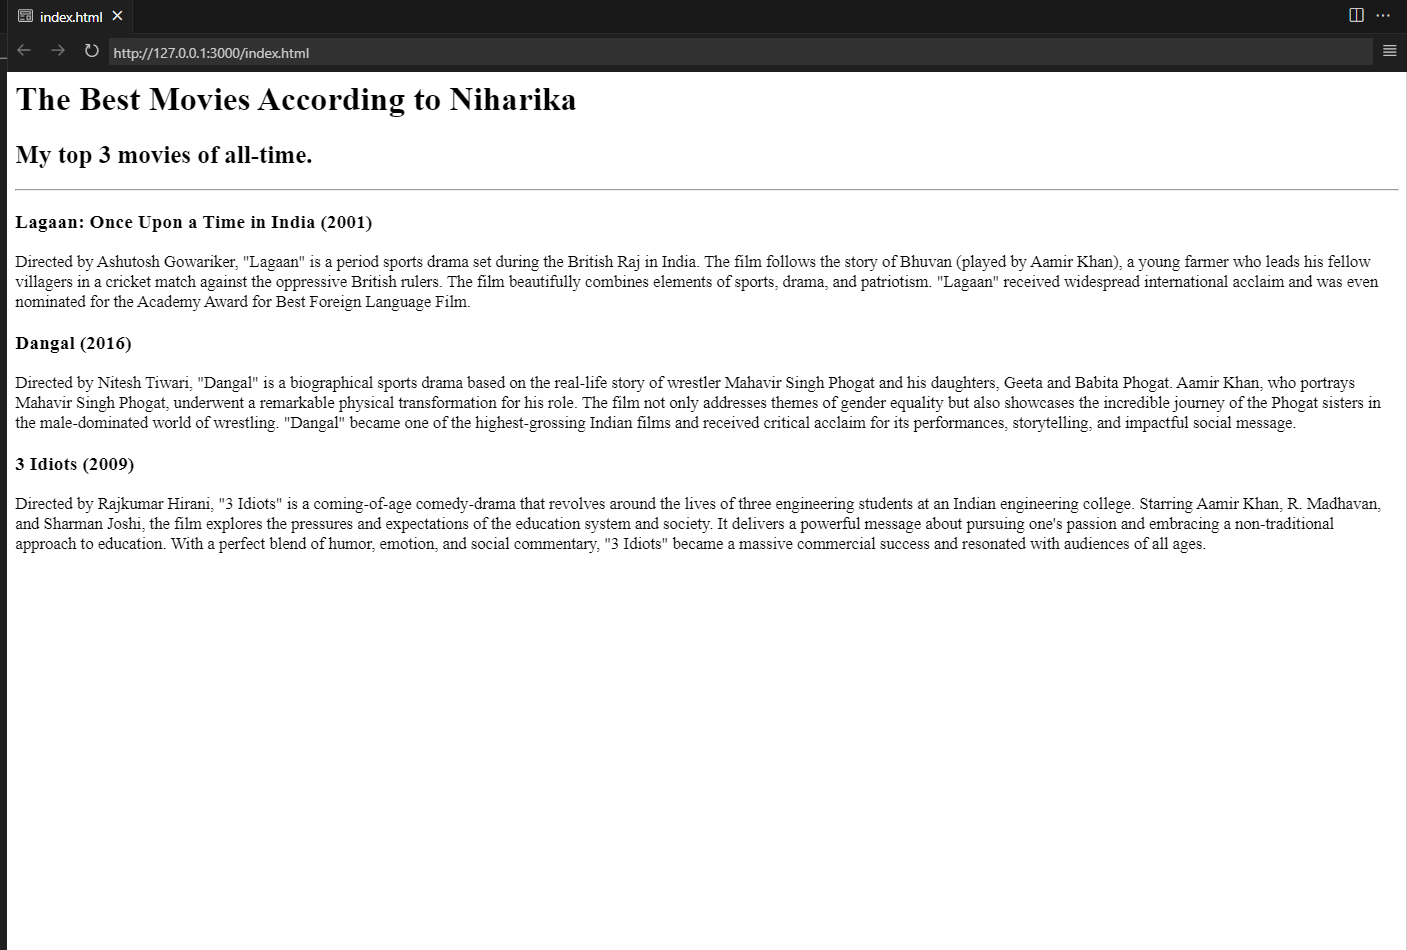 index.html
http://127.0.0.1:3000/index.html
The Best Movies According to Niharika
My top 3 movies of all-time.
Lagaan: Once Upon a Time in India (2001)
Directed by Ashutosh Gowariker, "Lagaan" is a period sports drama set during the British Raj in India. The film follows the story of Bhuvan (played by Aamir Khan), a young farmer who leads his fellow
villagers in a cricket match against the oppressive British rulers. The film beautifully combines elements of sports, drama, and patriotism. "Lagaan" received widespread international acclaim and was even
nominated for the Academy Award for Best Foreign Language Film.
Dangal (2016)
Directed by Nitesh Tiwari, "Dangal" is a biographical sports drama based on the real-life story of wrestler Mahavir Singh Phogat and his daughters, Geeta and Babita Phogat. Aamir Khan, who portrays
Mahavir Singh Phogat, underwent a remarkable physical transformation for his role. The film not only addresses themes of gender equality but also showcases the incredible journey of the Phogat sisters in
the male-dominated world of wrestling. "Dangal" became one of the highest-grossing Indian films and received critical acclaim for its performances, storytelling, and impactful social message.
3 Idiots (2009)
Directed by Rajkumar Hirani, "3 Idiots" is a coming-of-age comedy-drama that revolves around the lives of three engineering students at an Indian engineering college. Starring Aamir Khan, R. Madhavan,
and Sharman Joshi, the film explores the pressures and expectations of the education system and society. It delivers a powerful message about pursuing one's passion and embracing a non-traditional
approach to education. With a perfect blend of humor, emotion, and social commentary, "3 Idiots" became a massive commercial success and resonated with audiences of all ages.